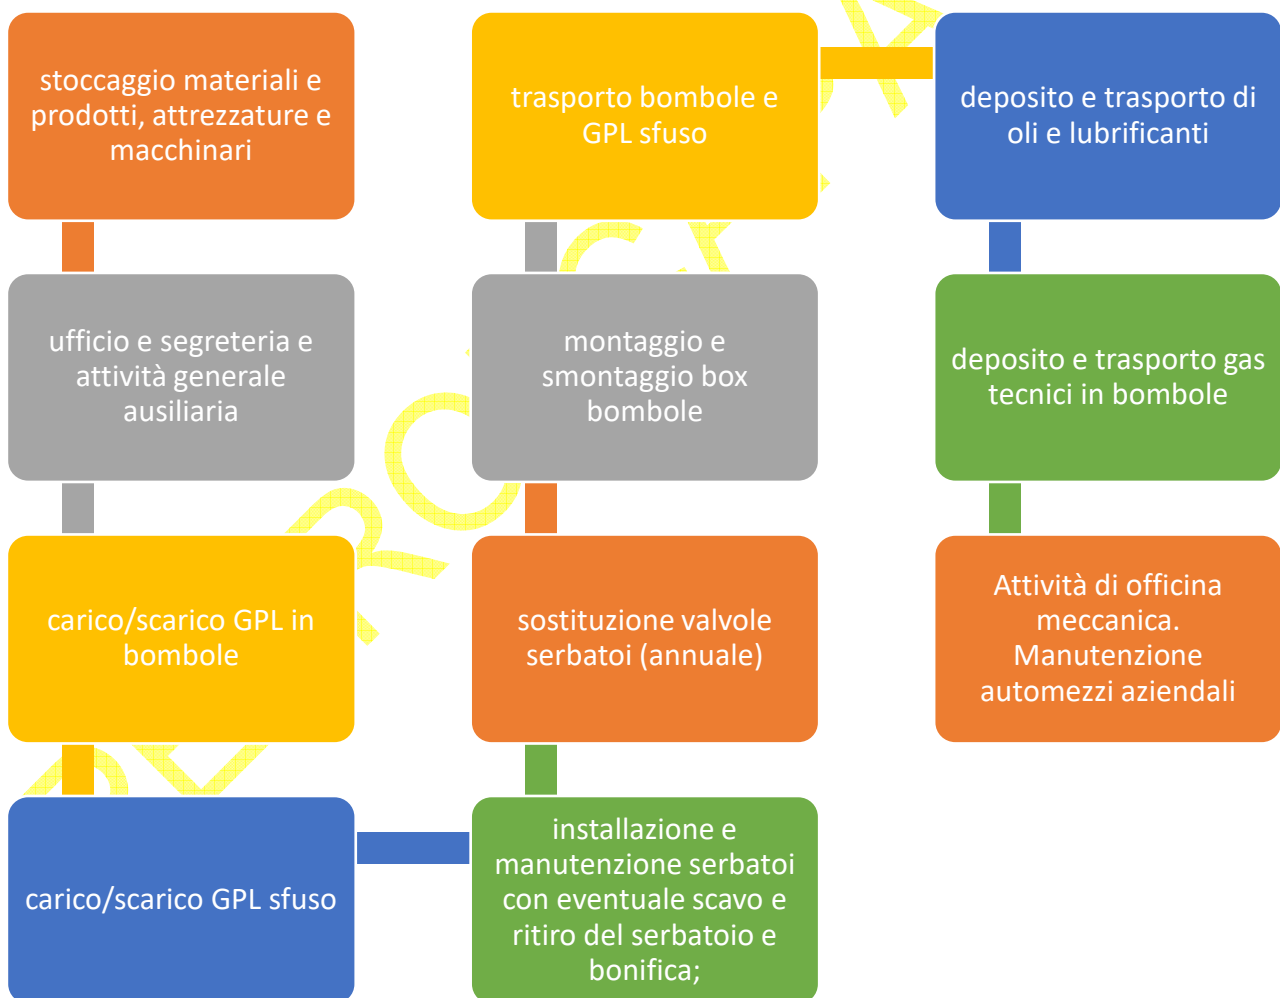 stoccaggio materiali e
prodotti, attrezzature e
macchinari
ufficio e segreteria e
attività generale
ausiliaria
carico/scarico GPL in
bombole
carico/scarico GPL sfuso
installazione e
manutenzione serbatoi
con eventuale scavo e
ritiro del serbatoio e
bonifica;
sostituzione valvole
serbatoi (annuale)
montaggio e
smontaggio box
bombole
trasporto bombole e
GPL sfuso
deposito e trasporto di
oli e lubrificanti
deposito e trasporto gas
tecnici in bombole
Attività di officina
meccanica.
Manutenzione
automezzi aziendali